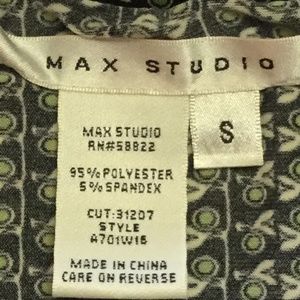 MAX STUDIO
S
MAX STUDIO
RN#58822
95% POLYESTER
5% SPANDEX
CUT-31207
STYLE
A701W16
MADE IN CHINA
CARE ON REVERSE